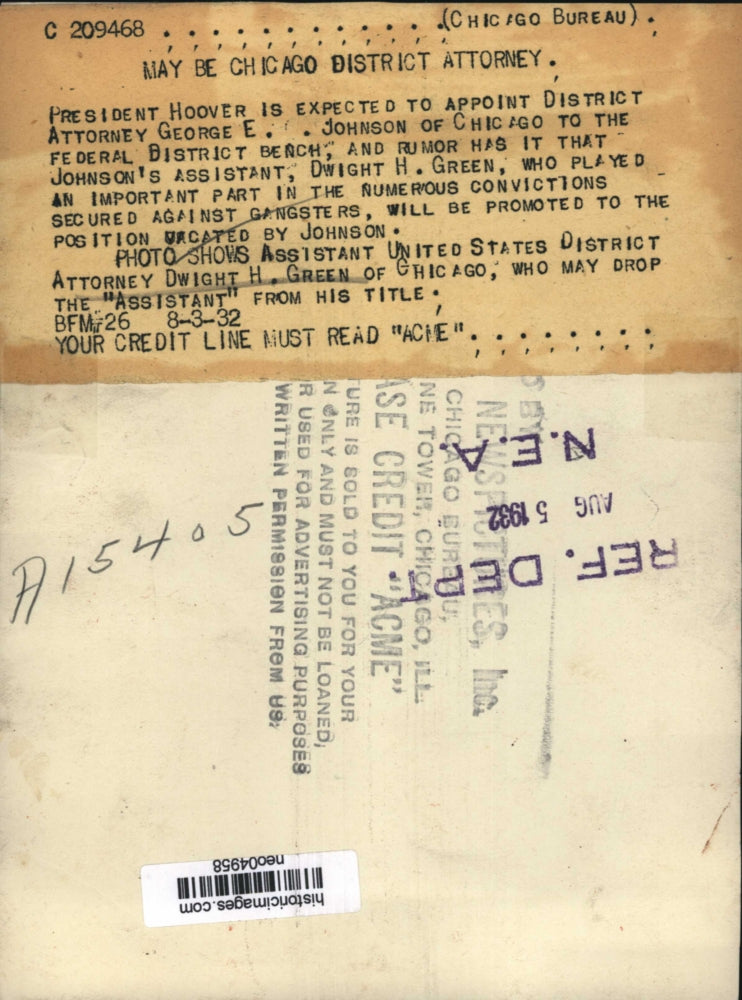 C 209468 . . . . . . . . . . . . (CHICAGO BUREAU) .
MAY BE CHICAGO DISTRICT ATTORNEY.
PRESIDENT HOOVER IS EXPECTED TO APPOINT DISTRICT
ATTORNEY GEORGE E. . . JOHNSON OF CHICAGO TO THE
FEDERAL DISTRICT BENCH, AND RUMOR HAS IT THAT
JOHNSON'S ASSISTANT, DWIGHT H. GREEN, WHO PLAYED
AN IMPORTANT PART IN THE NUMEROUS CONVICTIONS
SECURED AGAINST GANGSTERS, WILL BE PROMOTED TO THE
POSITION VACATED BY JOHNSON.
PHOTO SHOWS ASSISTANT UNITED STATES DISTRICT
ATTORNEY DWIGHT H. GREEN OF CHICAGO, WHO MAY DROP
THE "ASSISTANT" FROM HIS TITLE.
BFM#26 8-3-32
YOUR CREDIT LINE MUST READ "ACME". . . . . . . . .
S BY
NEWSPICTURES, Inc.
CHICAGO BUREAU,
NE TOWER, CHICAGO, ILL.
ASE CREDIT "ACME"
TURE IS SOLD TO YOU FOR YOUR
N ONLY AND MUST NOT BE LOANED,
R USED FOR ADVERTISING PURPOSES
WRITTEN PERMISSION FROM US.
REF. DEPT.
AUG 5 1932
N.E.A.
A15405
historicimages.com
neo04958